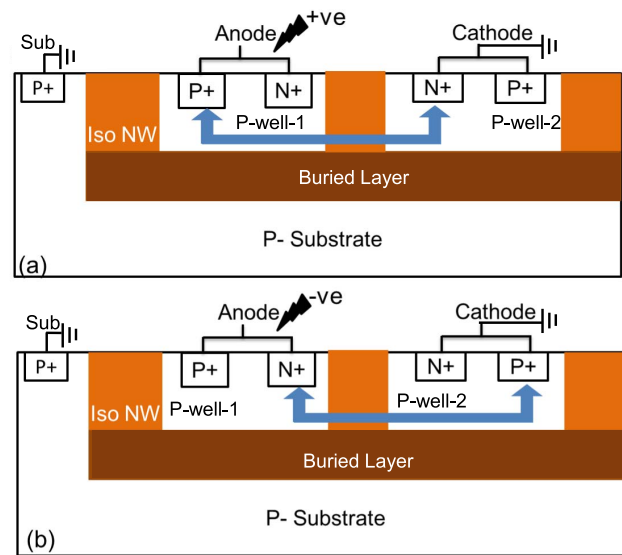 Sub
Anode +ve
Cathode
P+ P+ N+ N+ P+
Iso NW P-well-1 P-well-2
Buried Layer
P- Substrate
(a)
Sub
Anode -ve
Cathode
P+ P+ N+ N+ P+
Iso NW P-well-1 P-well-2
Buried Layer
P- Substrate
(b)